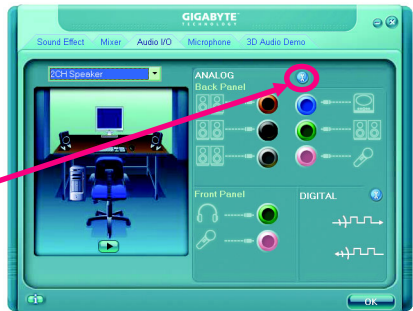 GIGABYTE
TECHNOLOGY
Sound Effect Mixer Audio I/O Microphone 3D Audio Demo
2CH Speaker
ANALOG
Back Panel
Front Panel
DIGITAL
OK